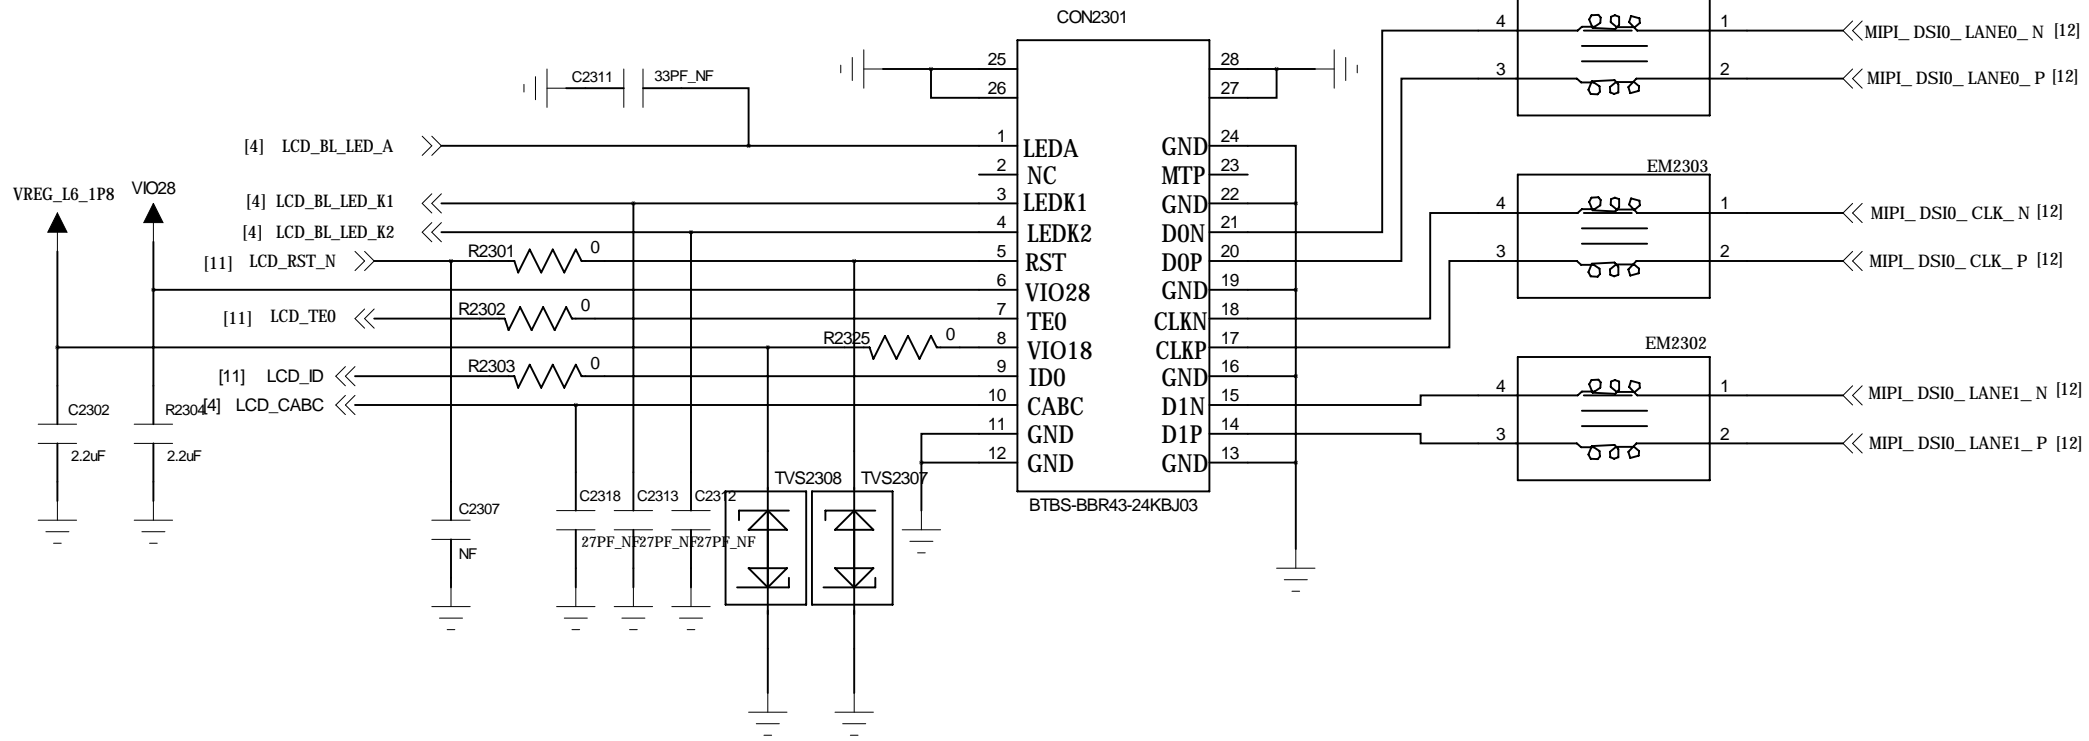 CON2301
4
1
MIPI_DSI0_LANE0_N [12]
3
2
MIPI_DSI0_LANE0_P [12]
C2311
33PF_NF
25
28
26
27
[4] LCD_BL_LED_A
1
LEDA
GND
24
2
NC
MTP
23
VREG_L6_1P8
VIO28
[4] LCD_BL_LED_K1
3
LEDK1
GND
22
[4] LCD_BL_LED_K2
4
LEDK2
D0N
21
[11] LCD_RST_N
R2301
0
5
RST
D0P
20
6
VIO28
GND
19
[11] LCD_TE0
R2302
0
7
TE0
CLKN
18
R2325
0
8
VIO18
CLKP
17
[11] LCD_ID
R2303
0
9
ID0
GND
16
[4] LCD_CABC
10
CABC
D1N
15
11
GND
D1P
14
12
GND
GND
13
BTBS-BBR43-24KBJ03
EM2303
4
1
MIPI_DSI0_CLK_N [12]
3
2
MIPI_DSI0_CLK_P [12]
EM2302
4
1
MIPI_DSI0_LANE1_N [12]
3
2
MIPI_DSI0_LANE1_P [12]
C2302
2.2uF
R2304
2.2uF
C2307
NF
C2318
27PF_NF
C2313
27PF_NF
C2312
27PF_NF
TVS2308
TVS2307